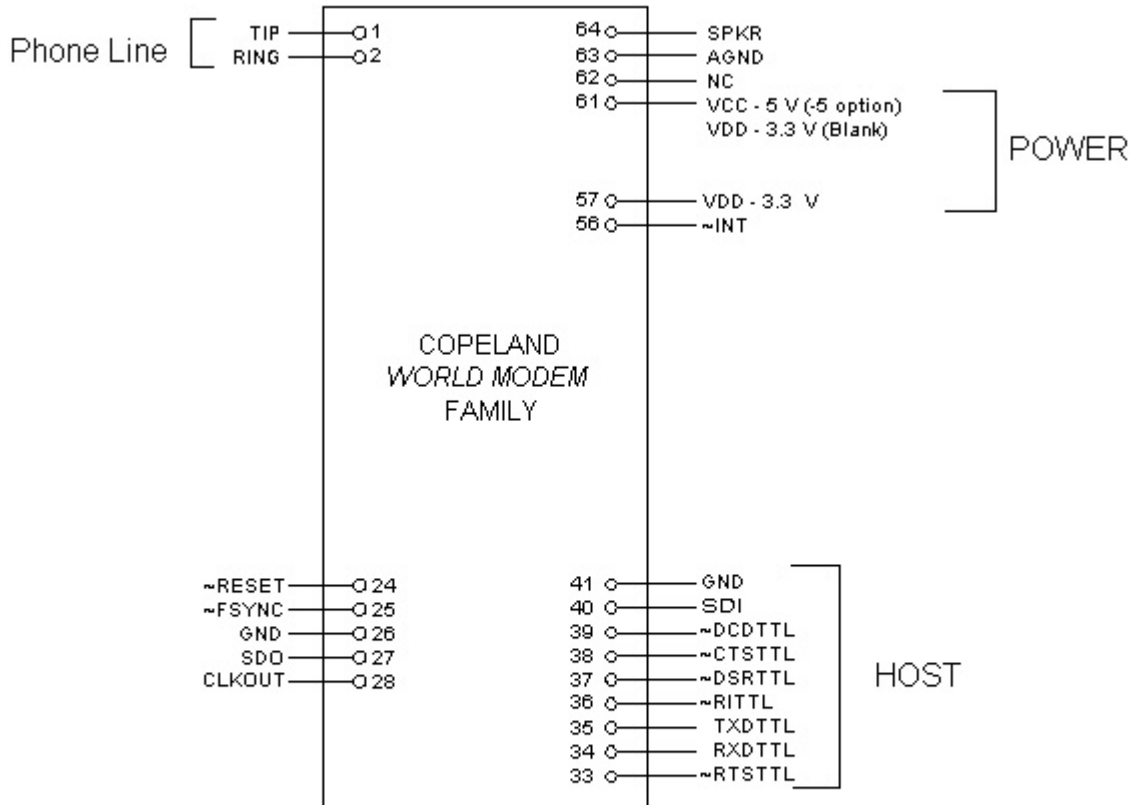 Phone Line
TIP 1
RING 2
64 SPKR
63 AGND
62 NC
61 VCC - 5 V (-5 option)
VDD - 3.3 V (Blank)
POWER
57 VDD - 3.3 V
56 ~INT
COPELAND
WORLD MODEM
FAMILY
~RESET 24
~FSYNC 25
GND 26
SDO 27
CLKOUT 28
41 GND
40 SDI
39 ~DCDTTL
38 ~CTSTTL
37 ~DSRTTL
36 ~RITTL
35 TXDTTL
34 RXDTTL
33 ~RTSTTL
HOST